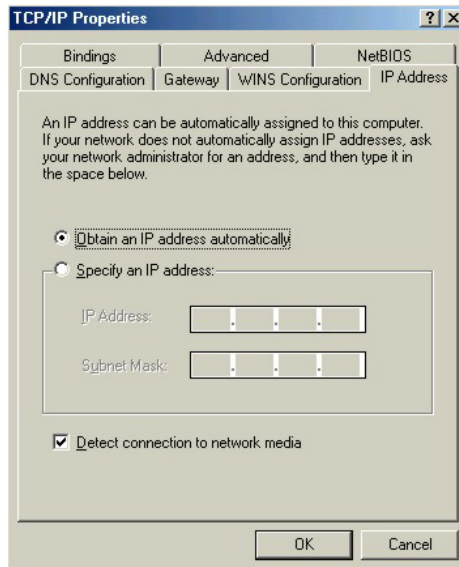 TCP/IP Properties
Bindings Advanced NetBIOS
DNS Configuration Gateway WINS Configuration IP Address
An IP address can be automatically assigned to this computer.
If your network does not automatically assign IP addresses, ask
your network administrator for an address, and then type it in
the space below.
Obtain an IP address automatically
Specify an IP address:
IP Address:
Subnet Mask:
Detect connection to network media
OK Cancel